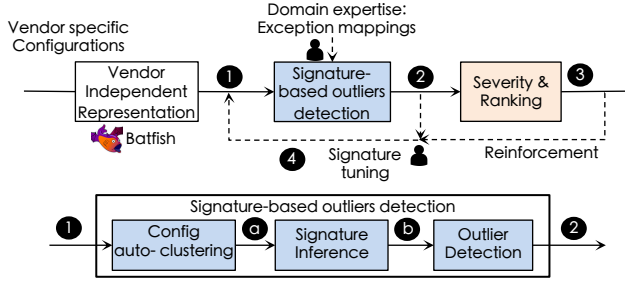 Vendor specific
Configurations
Domain expertise:
Exception mappings
Vendor
Independent
Representation
1
Signature-
based outliers
detection
2
Severity &
Ranking
3
Batfish
4
Signature
tuning
Reinforcement
Signature-based outliers detection
1
Config
auto- clustering
a
Signature
Inference
b
Outlier
Detection
2